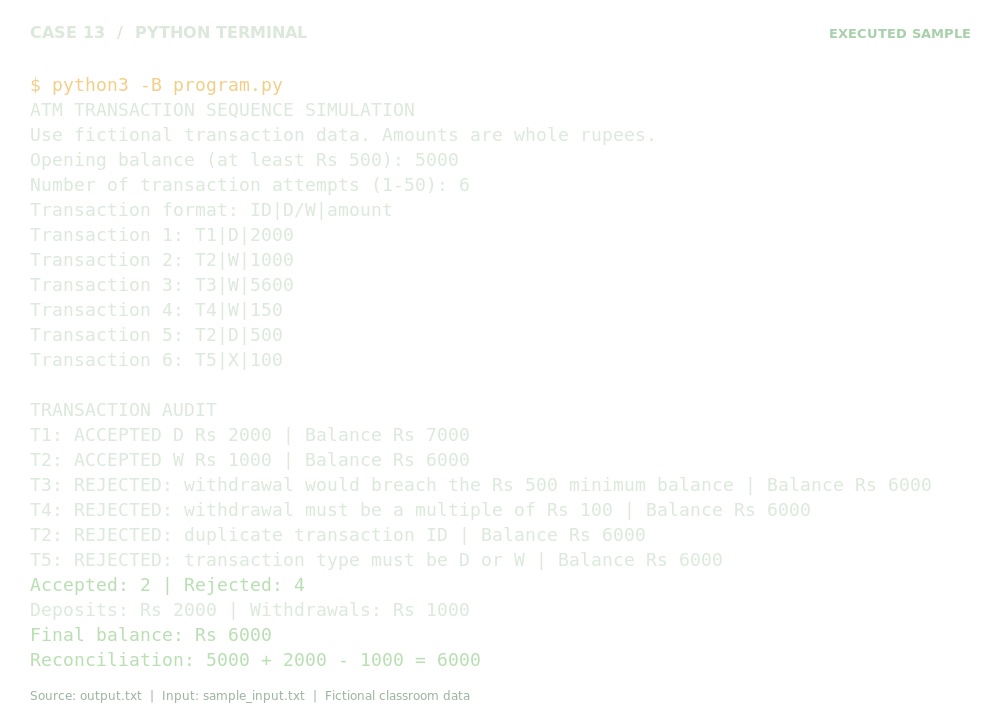 CASE 13 / PYTHON TERMINAL
EXECUTED SAMPLE
$ python3 -B program.py
ATM TRANSACTION SEQUENCE SIMULATION
Use fictional transaction data. Amounts are whole rupees.
Opening balance (at least Rs 500): 5000
Number of transaction attempts (1-50): 6
Transaction format: ID|D/W|amount
Transaction 1: T1|D|2000
Transaction 2: T2|W|1000
Transaction 3: T3|W|5600
Transaction 4: T4|W|150
Transaction 5: T2|D|500
Transaction 6: T5|X|100
TRANSACTION AUDIT
T1: ACCEPTED D Rs 2000 | Balance Rs 7000
T2: ACCEPTED W Rs 1000 | Balance Rs 6000
T3: REJECTED: withdrawal would breach the Rs 500 minimum balance | Balance Rs 6000
T4: REJECTED: withdrawal must be a multiple of Rs 100 | Balance Rs 6000
T2: REJECTED: duplicate transaction ID | Balance Rs 6000
T5: REJECTED: transaction type must be D or W | Balance Rs 6000
Accepted: 2 | Rejected: 4
Deposits: Rs 2000 | Withdrawals: Rs 1000
Final balance: Rs 6000
Reconciliation: 5000 + 2000 - 1000 = 6000
Source: output.txt | Input: sample_input.txt | Fictional classroom data